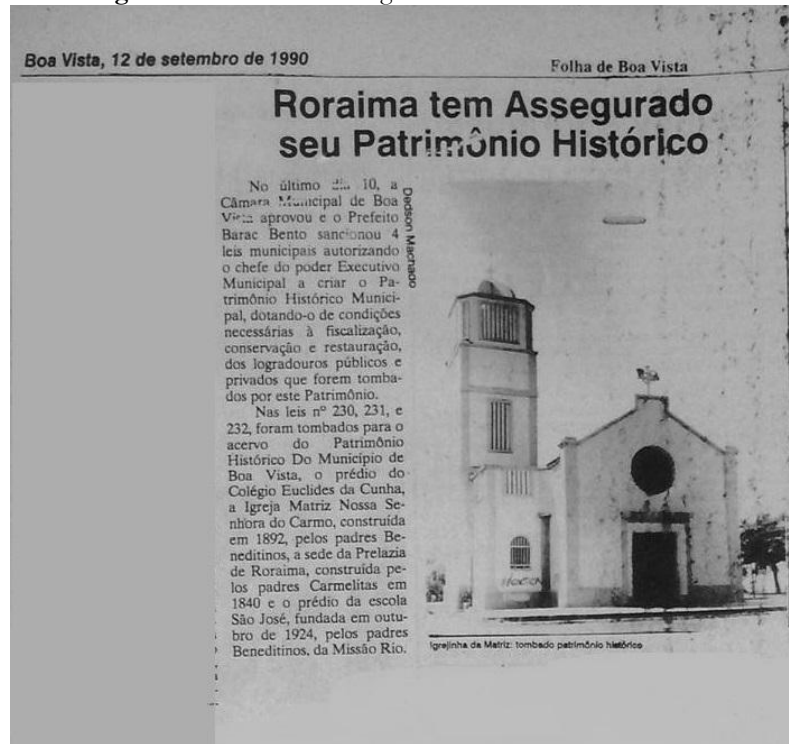 Boa Vista, 12 de setembro de 1990
Folha de Boa Vista
Roraima tem Assegurado
seu Patrimônio Histórico
No último dia 10, a
Câmara Municipal de Boa
Vista aprovou e o Prefeito
Barac Bento sancionou 4
leis municipais autorizando
o chefe do poder Executivo
Municipal a criar o Pa-
trimônio Histórico Munici-
pal, dotando-o de condições
necessárias à fiscalização,
conservação e restauração,
dos logradouros públicos e
privados que forem tomba-
dos por este Patrimônio.
Nas leis nº 230, 231, e
232, foram tombados para o
acervo do Patrimônio
Histórico Do Município de
Boa Vista, o prédio do
Colégio Euclides da Cunha,
a Igreja Matriz Nossa Se-
nhora do Carmo, construída
em 1892, pelos padres Be-
neditinos, a sede da Prelazia
de Roraima, construída pe-
los padres Carmelitas em
1840 e o prédio da escola
São José, fundada em outu-
bro de 1924, pelos padres
Beneditinos, da Missão Rio.
Dedson Machado
Igrejinha da Matriz: tombado patrimônio histórico